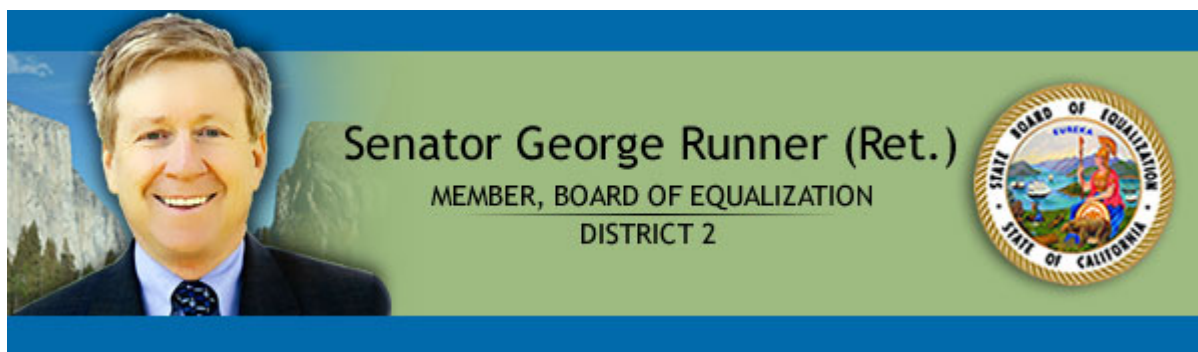 Senator George Runner (Ret.)
MEMBER, BOARD OF EQUALIZATION
DISTRICT 2
STATE BOARD OF EQUALIZATION
EUREKA
STATE OF CALIFORNIA